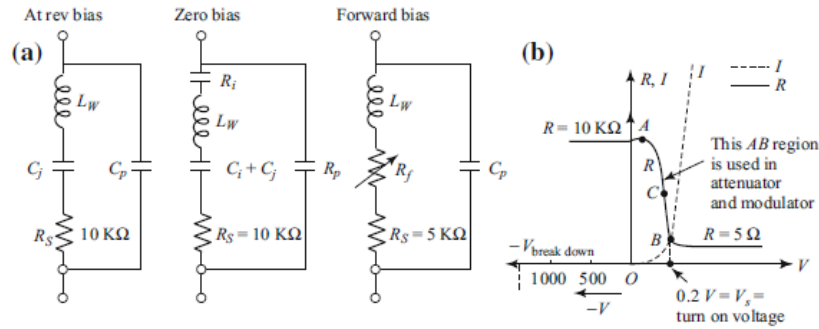 At rev bias
Zero bias
Forward bias
(a)
L_W
C_j
C_p
R_S
10 KΩ
R_i
L_W
C_i + C_j
R_p
R_S = 10 KΩ
L_W
R_f
C_p
R_S = 5 KΩ
(b)
R, I
I
I
R
R = 10 KΩ
A
R
C
B
This AB region
is used in
attenuator
and modulator
R = 5 Ω
– V_break down
V
1000 500 O
–V
0.2 V = V_s =
turn on voltage